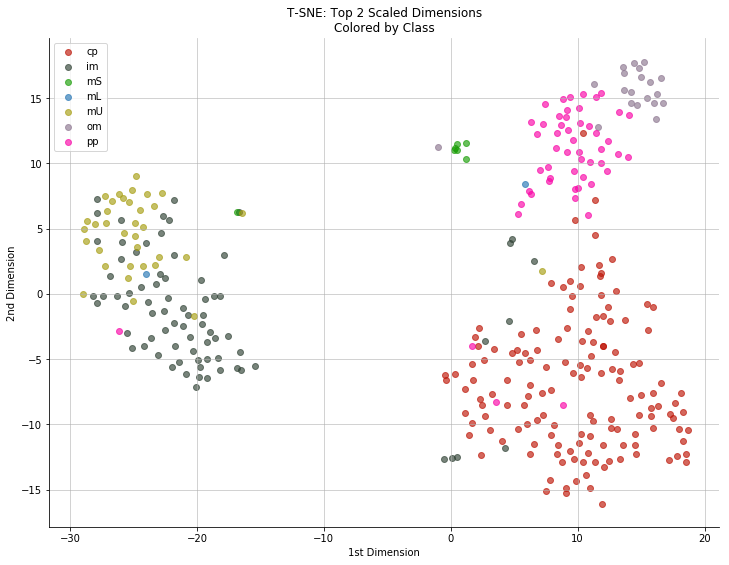 T-SNE: Top 2 Scaled Dimensions
Colored by Class
cp
im
mS
mL
mU
om
pp
15
10
5
0
−5
−10
−15
2nd Dimension
−30
−20
−10
0
10
20
1st Dimension